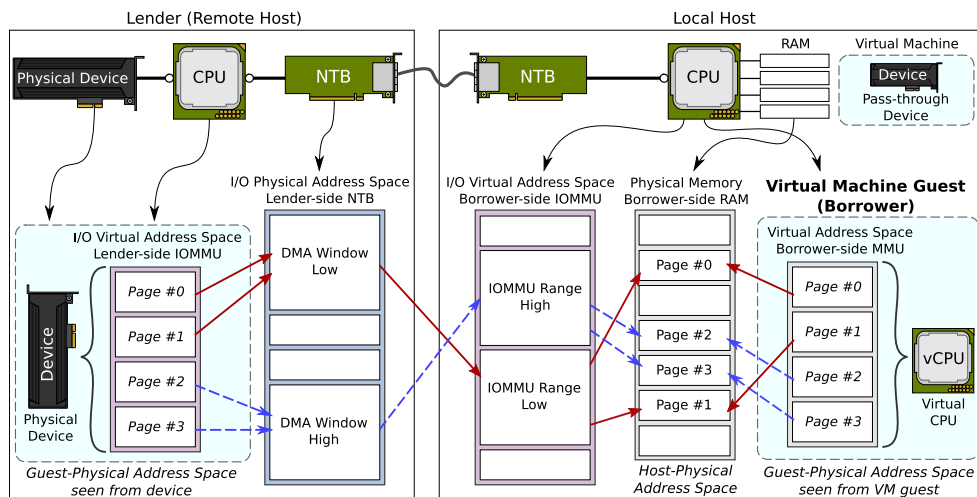 Lender (Remote Host)
Local Host
Physical Device
CPU
NTB
NTB
CPU
RAM
Virtual Machine
Device
Pass-through
Device
I/O Physical Address Space
Lender-side NTB
I/O Virtual Address Space
Borrower-side IOMMU
Physical Memory
Borrower-side RAM
Virtual Machine Guest
(Borrower)
I/O Virtual Address Space
Lender-side IOMMU
Virtual Address Space
Borrower-side MMU
Device
Physical
Device
Page #0
Page #1
Page #2
Page #3
DMA Window
Low
DMA Window
High
IOMMU Range
High
IOMMU Range
Low
Page #0
Page #2
Page #3
Page #1
Page #0
Page #1
Page #2
Page #3
vCPU
Virtual
CPU
Guest-Physical Address Space
seen from device
Host-Physical
Address Space
Guest-Physical Address Space
seen from VM guest